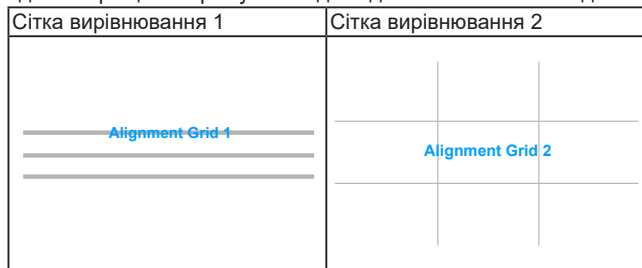 Сітка вирівнювання 1
Сітка вирівнювання 2
Alignment Grid 1
Alignment Grid 2